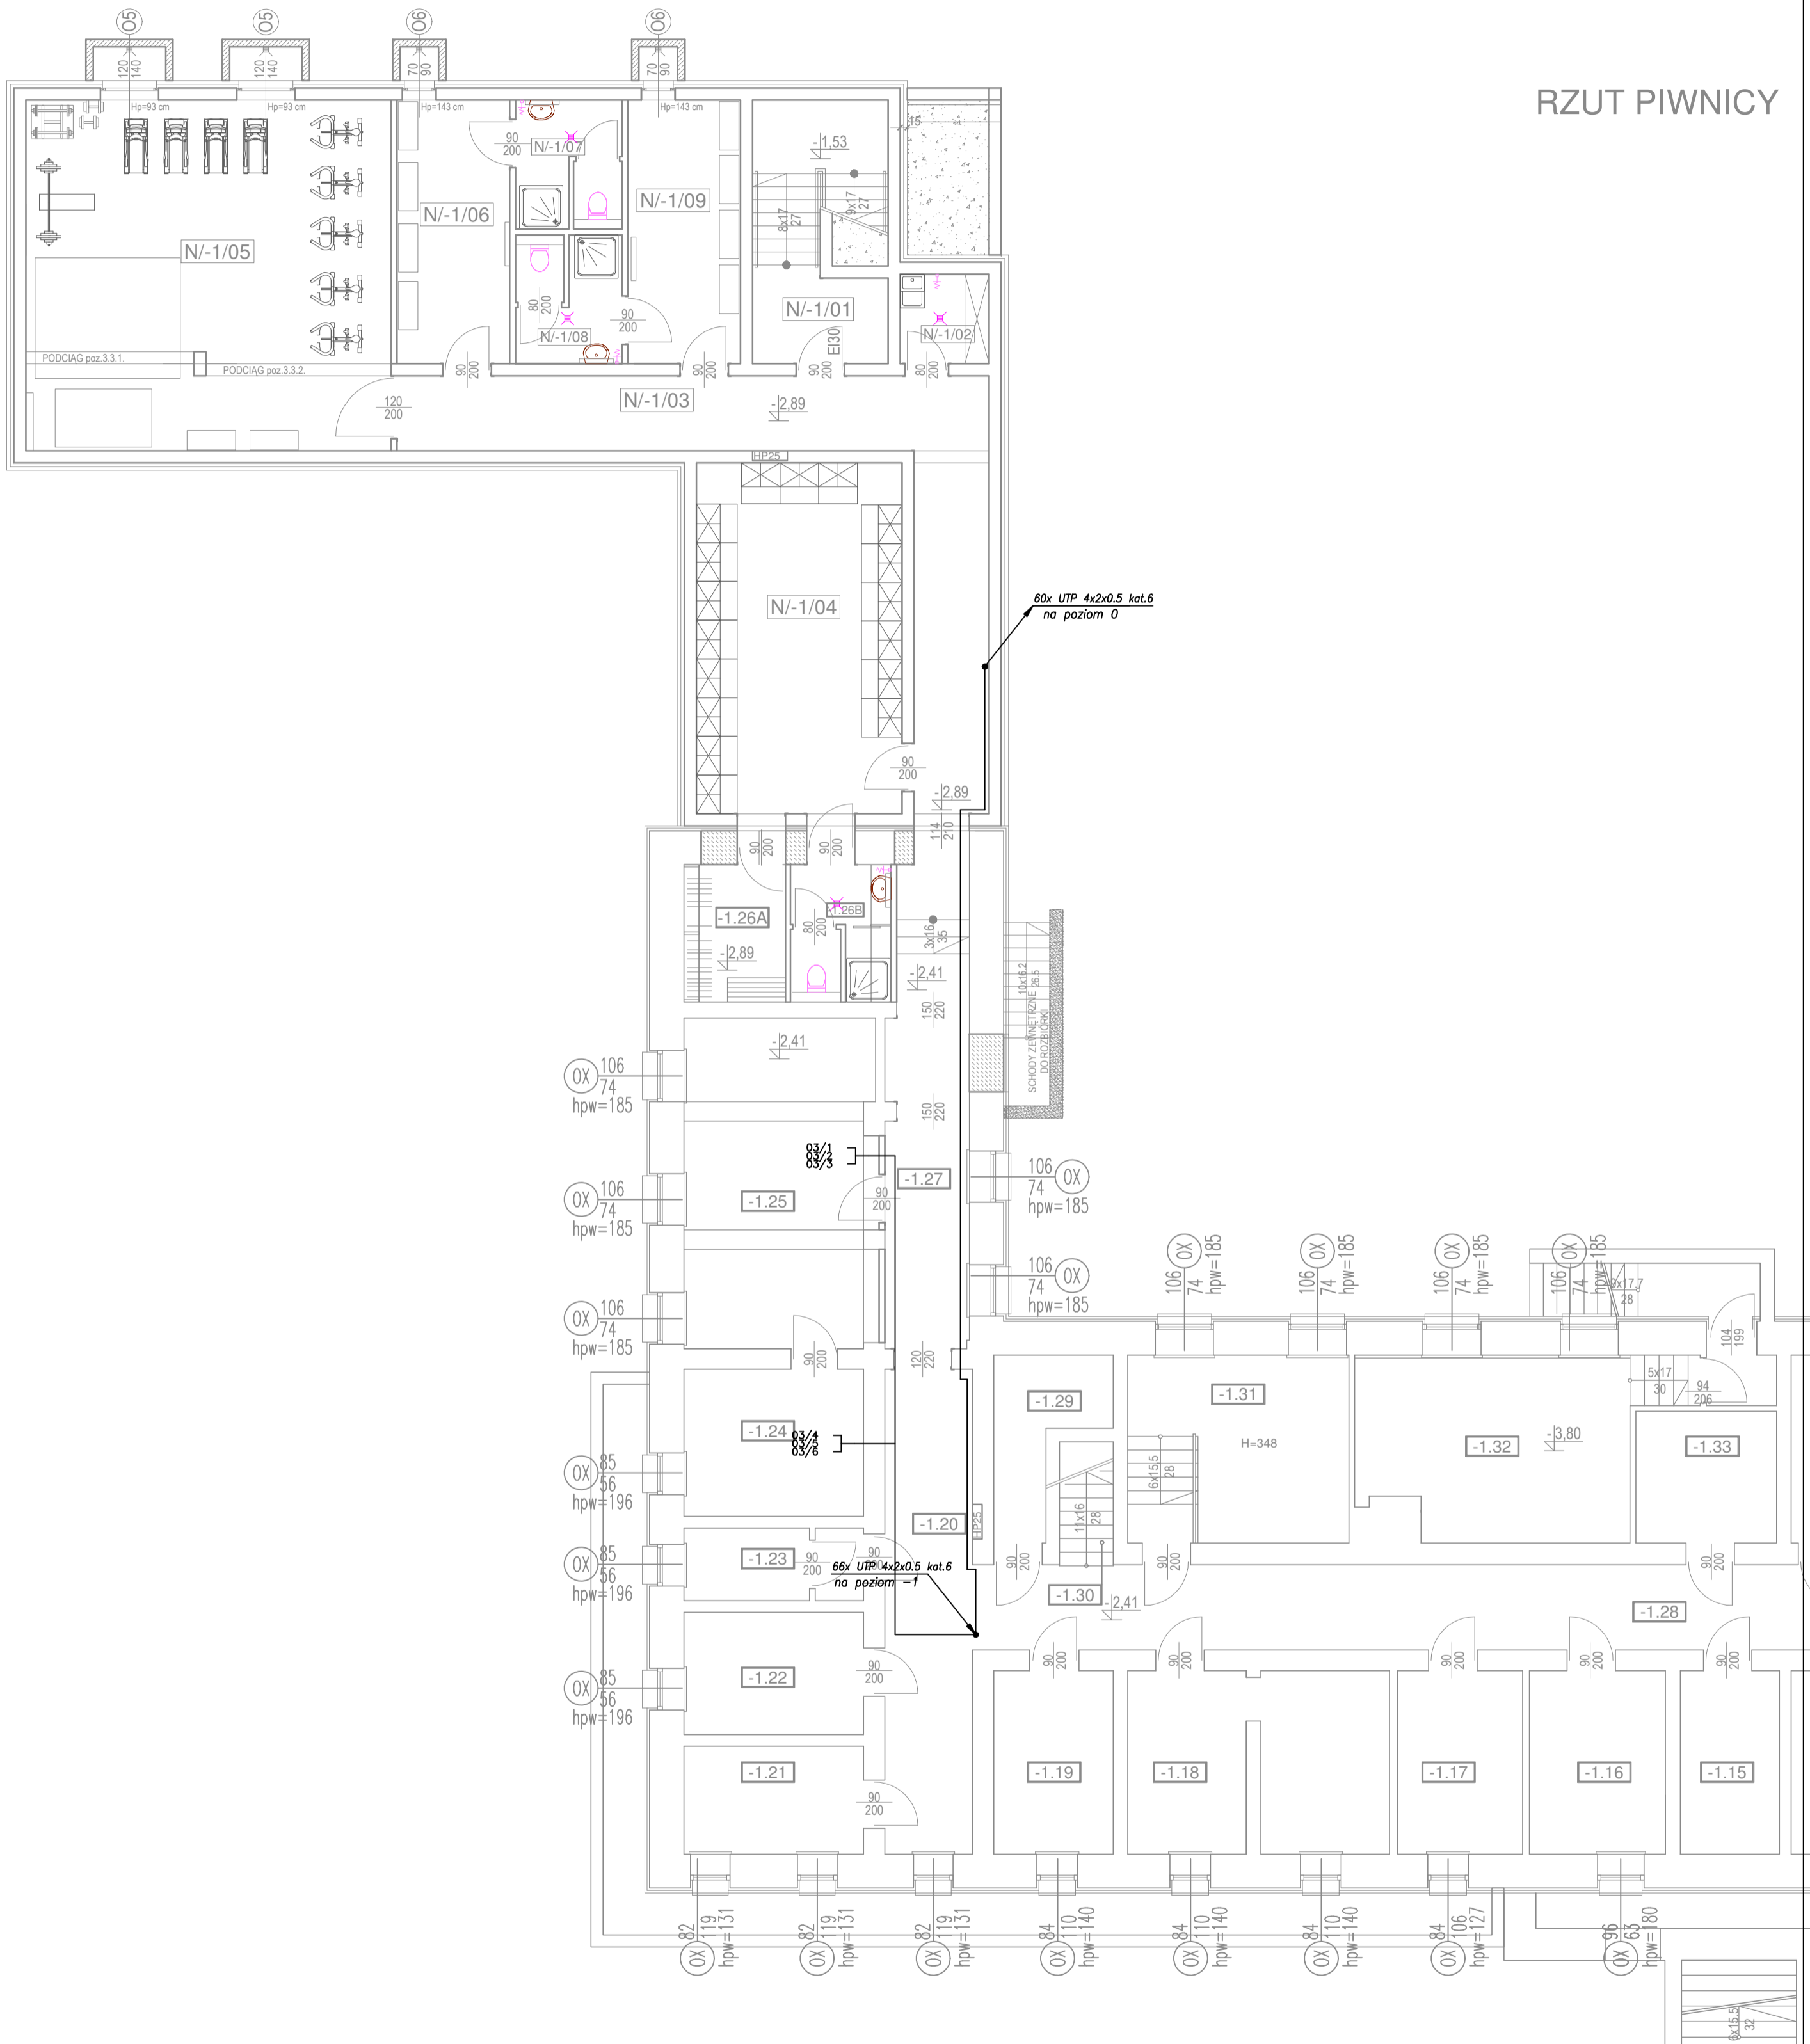 RZUT PIWNICY
O5
O5
O6
O6
120
140
120
140
70
90
70
90
Hp=93 cm
Hp=93 cm
Hp=143 cm
Hp=143 cm
15
90
200
N/-1/07
-1,53
8x17
27
9x17
27
N/-1/06
N/-1/09
N/-1/05
80
200
N/-1/08
90
200
N/-1/01
EI30
N/-1/02
PODCIĄG poz.3.3.1.
PODCIĄG poz.3.3.2.
90
200
90
200
90
200
80
200
120
200
N/-1/03
-2,89
HP25
N/-1/04
60x UTP 4x2x0.5 kat.6
na poziom 0
90
200
-2,89
114
210
90
200
90
200
-1.26A
-1.26B
80
200
-2,89
3x16
35
-2,41
150
220
10x16.2
26.5
SCHODY ZEWNĘTRZNE
DO ROZBIÓRKI
-2,41
OX
106
74
hpw=185
150
220
03/1
03/2
03/3
-1.27
-1.25
90
200
OX
106
74
hpw=185
106
74
hpw=185
OX
106
74
hpw=185
OX
OX
106
74
hpw=185
106
74
hpw=185
OX
106
74
hpw=185
OX
106
74
hpw=185
OX
106
74
hpw=185
OX
9x17.7
28
104
199
90
200
120
220
-1.29
-1.31
5x17
30
94
206
-1.24
03/4
03/5
03/6
H=348
-1.32
-3,80
-1.33
OX
85
56
hpw=196
6x15.5
28
11x16
28
-1.20
HP25
-1.23
90
200
90
200
OX
85
56
hpw=196
66x UTP 4x2x0.5 kat.6
na poziom -1
90
200
90
200
90
200
-1.30
-2,41
-1.28
-1.22
90
200
90
200
90
200
90
200
90
200
90
200
OX
85
56
hpw=196
-1.21
90
200
-1.19
-1.18
-1.17
-1.16
-1.15
82
119
hpw=131
OX
82
119
hpw=131
OX
82
119
hpw=131
OX
84
110
hpw=140
OX
84
110
hpw=140
OX
84
110
hpw=140
OX
84
106
hpw=127
OX
96
63
hpw=180
OX
6x15.5
32